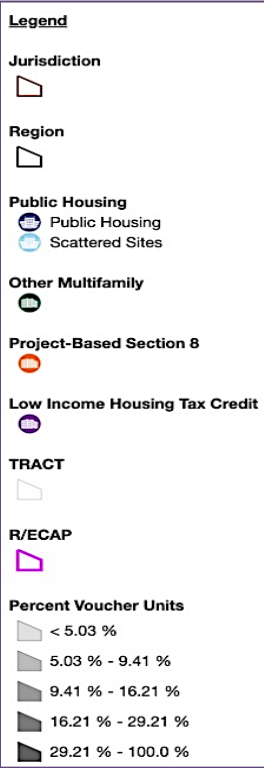 Legend
Jurisdiction
Region
Public Housing
Public Housing
Scattered Sites
Other Multifamily
Project-Based Section 8
Low Income Housing Tax Credit
TRACT
R/ECAP
Percent Voucher Units
< 5.03 %
5.03 % - 9.41 %
9.41 % - 16.21 %
16.21 % - 29.21 %
29.21 % - 100.0 %